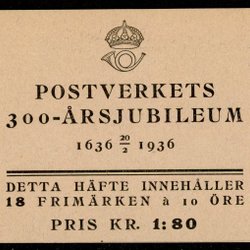 POSTVERKETS
300-ÅRSJUBILEUM
1636 20/2 1936
DETTA HÄFTE INNEHÅLLER
18 FRIMÄRKEN à 10 ÖRE
PRIS KR. 1:80